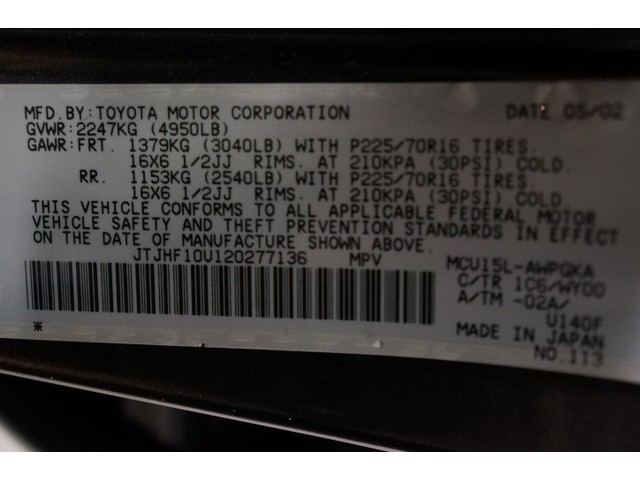 MFD.BY:TOYOTA MOTOR CORPORATION DATE 05/02
GVWR:2247KG (4950LB)
GAWR:FRT. 1379KG (3040LB) WITH P225/70R16 TIRES.
16X6 1/2JJ RIMS. AT 210KPA (30PSI) COLD.
RR. 1153KG (2540LB) WITH P225/70R16 TIRES.
16X6 1/2JJ RIMS. AT 210KPA (30PSI) COLD.
THIS VEHICLE CONFORMS TO ALL APPLICABLE FEDERAL MOTOR
VEHICLE SAFETY AND THEFT PREVENTION STANDARDS IN EFFECT
ON THE DATE OF MANUFACTURE SHOWN ABOVE.
JTJHF10U120277136 MPV MCU15L-AWPGKA
C/TR 1C6/WY00
A/TM -02A/
U140F
* MADE IN JAPAN
NO.113